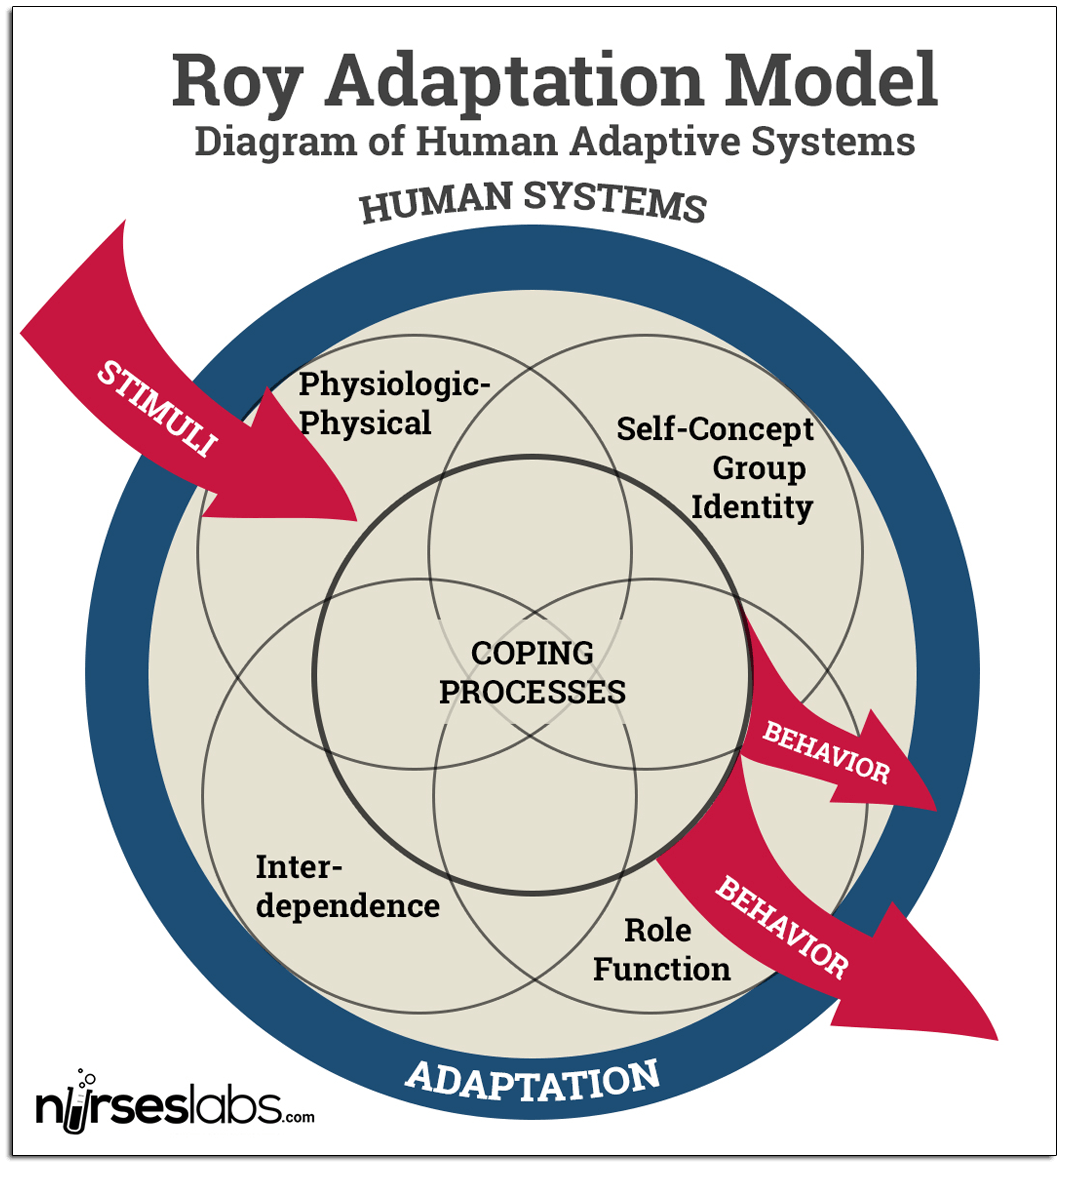 Roy Adaptation Model
Diagram of Human Adaptive Systems
HUMAN SYSTEMS
STIMULI
Physiologic-
Physical
Self-Concept
Group
Identity
COPING
PROCESSES
BEHAVIOR
Inter-
dependence
BEHAVIOR
Role
Function
ADAPTATION
nurseslabs.com